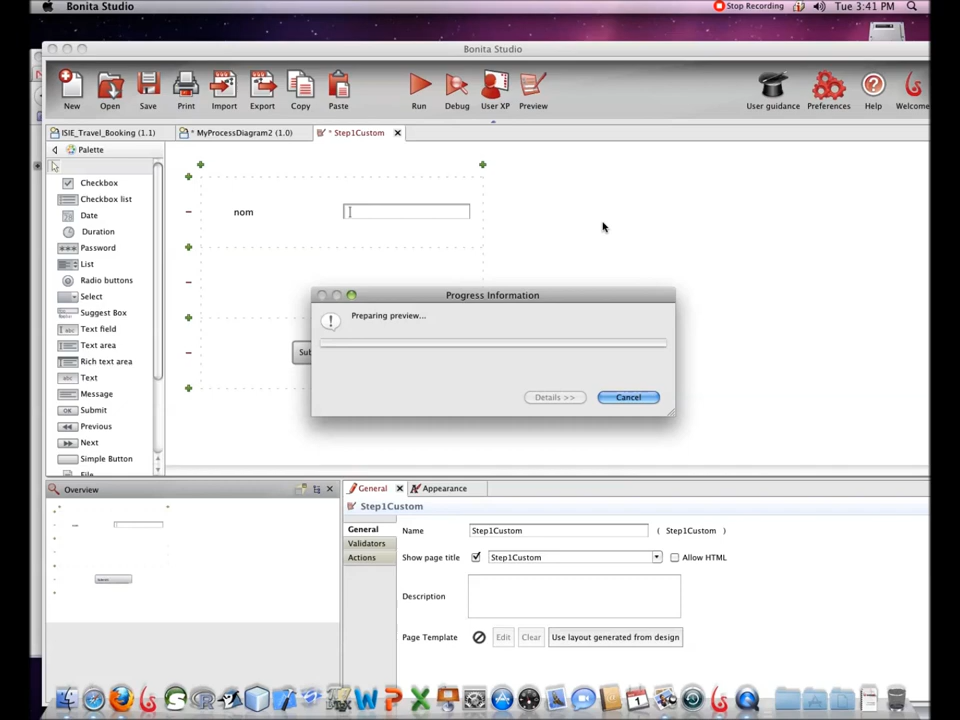 Bonita Studio
Stop Recording
Tue 3:41 PM
Bonita Studio
New
Open
Save
Print
Import
Export
Copy
Paste
Run
Debug
User XP
Preview
User guidance
Preferences
Help
Welcome
ISIE_Travel_Booking (1.1)
* MyProcessDiagram2 (1.0)
* Step1Custom
Palette
Checkbox
Checkbox list
Date
Duration
Password
List
Radio buttons
Select
Suggest Box
Text field
Text area
Rich text area
Text
Message
Submit
Previous
Next
Simple Button
File
nom
Sub
Progress Information
Preparing preview...
Details >>
Cancel
Overview
General
Appearance
Step1Custom
General
Validators
Actions
Name
Step1Custom
( Step1Custom )
Show page title
Step1Custom
Allow HTML
Description
Page Template
Edit
Clear
Use layout generated from design